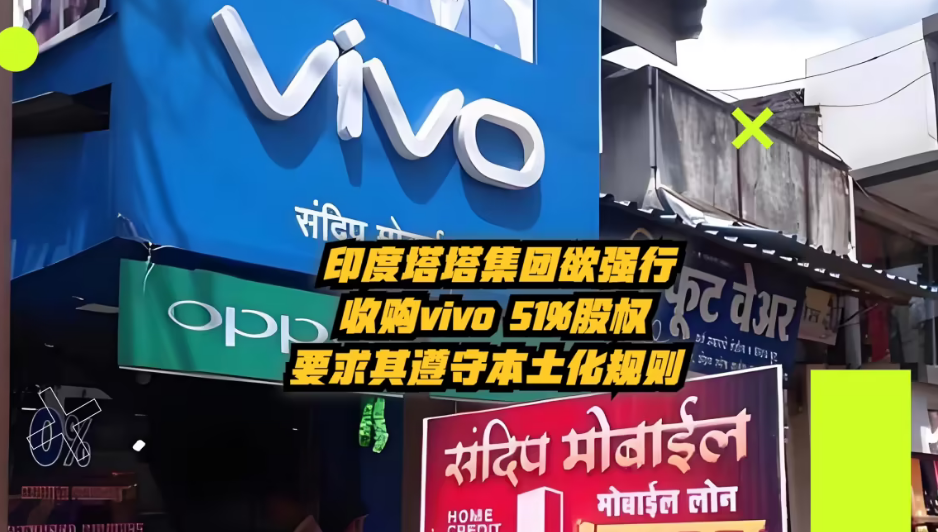 vivo
संदिप
印度塔塔集团欲强行
收购vivo 51%股权
要求其遵守本土化规则
फूट वेअर
संदिप मोबाईल
मोबाईल लोन
HOME
CREDIT